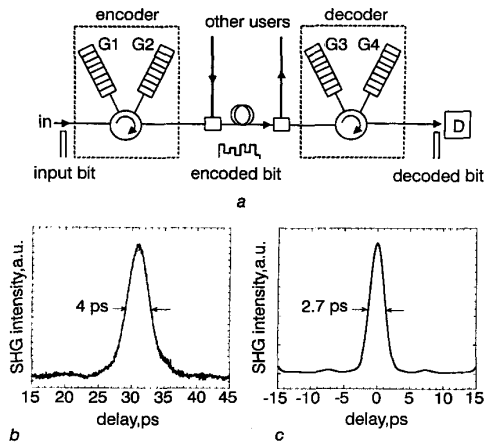 encoder
other users
decoder
G1 G2
G3 G4
in
D
input bit
encoded bit
decoded bit
a
SHG intensity,a.u.
4 ps
15 20 25 30 35 40 45
delay,ps
b
SHG intensity,a.u.
2.7 ps
-15 -10 -5 0 5 10 15
delay,ps
c